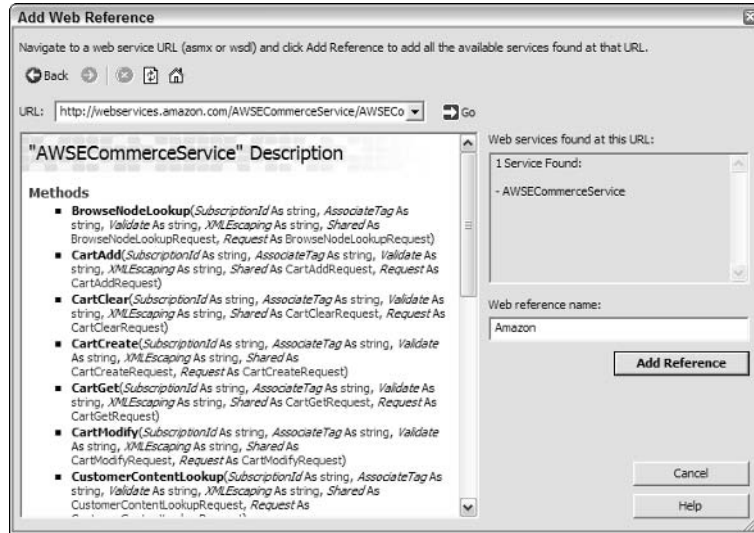 Add Web Reference
Navigate to a web service URL (asmx or wsdl) and click Add Reference to add all the available services found at that URL.
Back
URL: http://webservices.amazon.com/AWSECommerceService/AWSECo Go
"AWSECommerceService" Description
Methods
BrowseNodeLookup(SubscriptionId As string, AssociateTag As
string, Validate As string, XMLEscaping As string, Shared As
BrowseNodeLookupRequest, Request As BrowseNodeLookupRequest)
CartAdd(SubscriptionId As string, AssociateTag As string, Validate As
string, XMLEscaping As string, Shared As CartAddRequest, Request As
CartAddRequest)
CartClear(SubscriptionId As string, AssociateTag As string, Validate
As string, XMLEscaping As string, Shared As CartClearRequest, Request As
CartClearRequest)
CartCreate(SubscriptionId As string, AssociateTag As string, Validate
As string, XMLEscaping As string, Shared As
CartCreateRequest, Request As CartCreateRequest)
CartGet(SubscriptionId As string, AssociateTag As string, Validate As
string, XMLEscaping As string, Shared As CartGetRequest, Request As
CartGetRequest)
CartModify(SubscriptionId As string, AssociateTag As string, Validate
As string, XMLEscaping As string, Shared As
CartModifyRequest, Request As CartModifyRequest)
CustomerContentLookup(SubscriptionId As string, AssociateTag As
string, Validate As string, XMLEscaping As string, Shared As
CustomerContentLookupRequest, Request As
Web services found at this URL:
1 Service Found:
- AWSECommerceService
Web reference name:
Amazon
Add Reference
Cancel
Help